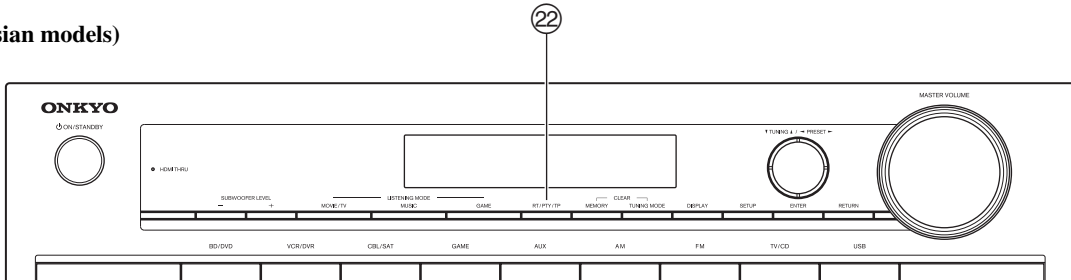 ㉒
sian models)
MASTER VOLUME
ONKYO
ON/STANDBY
TUNING / PRESET
HDMI THRU
SUBWOOFER LEVEL LISTENING MODE CLEAR
- + MOVIE/TV MUSIC GAME RT/PTY/TP MEMORY TUNING MODE DISPLAY SETUP ENTER RETURN
BD/DVD VCR/DVR CBL/SAT GAME AUX AM FM TV/CD USB